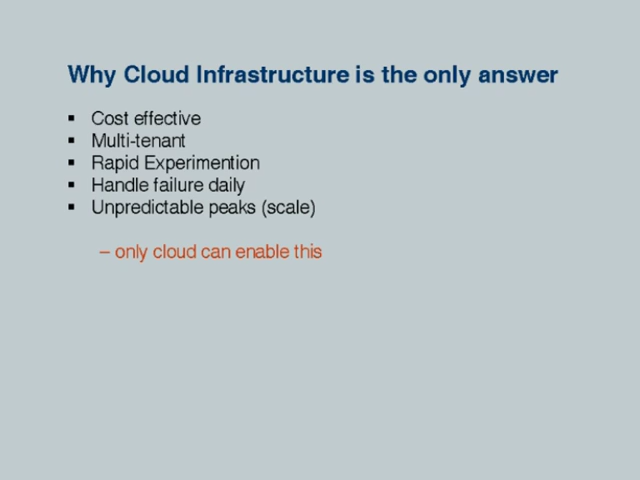 Why Cloud Infrastructure is the only answer
▪ Cost effective
▪ Multi-tenant
▪ Rapid Experimention
▪ Handle failure daily
▪ Unpredictable peaks (scale)
– only cloud can enable this